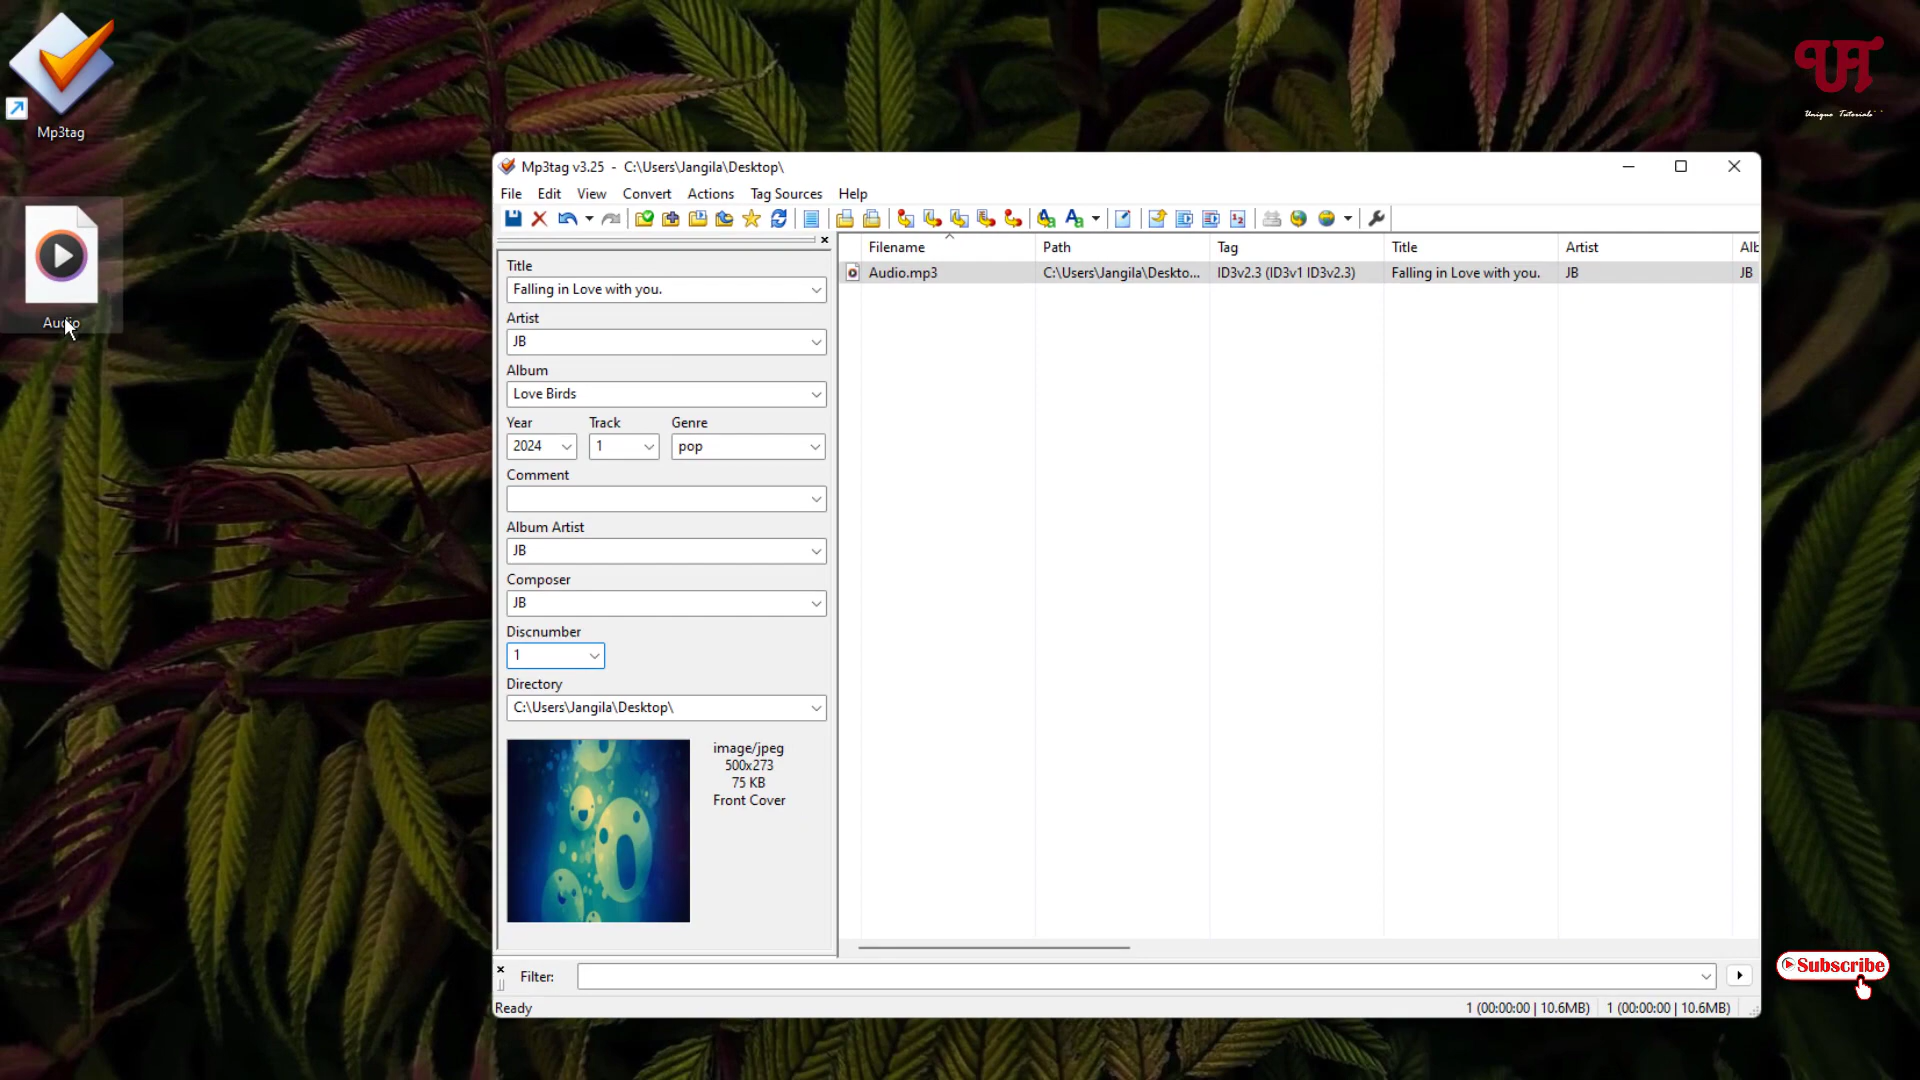 Mp3tag
Audio
UT
Unique Tutorials
Mp3tag v3.25 - C:\Users\Jangila\Desktop\
File Edit View Convert Actions Tag Sources Help
Title
Falling in Love with you.
Artist
JB
Album
Love Birds
Year Track Genre
2024 1 pop
Comment
Album Artist
JB
Composer
JB
Discnumber
1
Directory
C:\Users\Jangila\Desktop\
image/jpeg
500x273
75 KB
Front Cover
Filename Path Tag Title Artist Alb
Audio.mp3 C:\Users\Jangila\Deskto... ID3v2.3 (ID3v1 ID3v2.3) Falling in Love with you. JB JB
Filter:
Ready 1 (00:00:00 | 10.6MB) 1 (00:00:00 | 10.6MB)
Subscribe